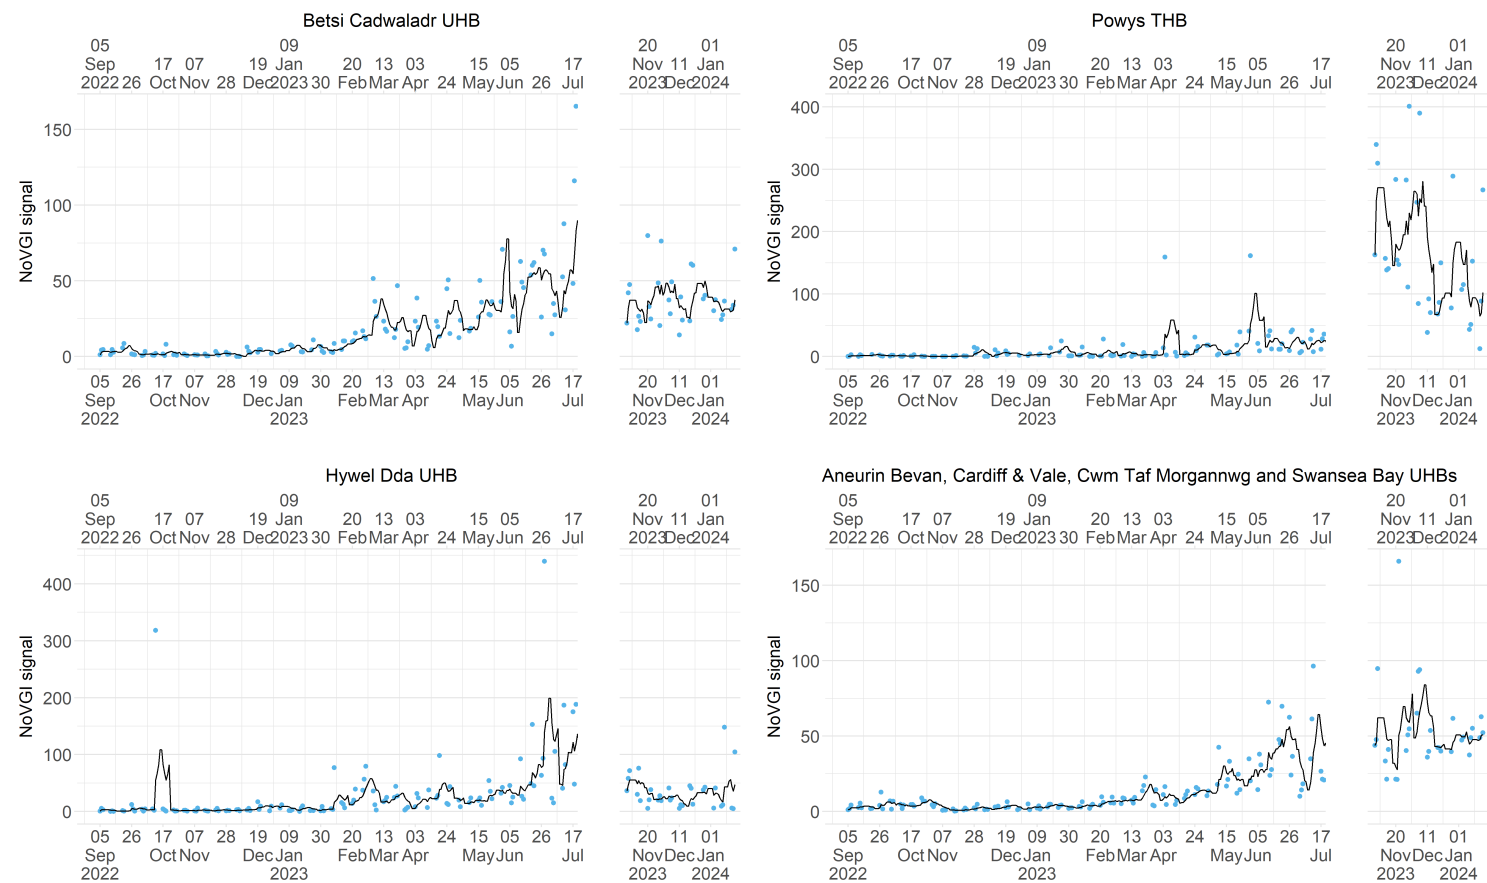 Betsi Cadwaladr UHB
05 09 20 01
Sep 17 07 19 Jan 20 13 03 15 05 17 Nov 11 Jan
2022 26 Oct Nov 28 Dec 2023 30 Feb Mar Apr 24 May Jun 26 Jul 2023 Dec 2024
150
100
50
0
NoVGI signal
05 26 17 07 28 19 09 30 20 13 03 24 15 05 26 17 20 11 01
Sep Oct Nov Dec Jan Feb Mar Apr May Jun Jul Nov Dec Jan
2022 2023 2023 2024
Powys THB
05 09 20 01
Sep 17 07 19 Jan 20 13 03 15 05 17 Nov 11 Jan
2022 26 Oct Nov 28 Dec 2023 30 Feb Mar Apr 24 May Jun 26 Jul 2023 Dec 2024
400
300
200
100
0
NoVGI signal
05 26 17 07 28 19 09 30 20 13 03 24 15 05 26 17 20 11 01
Sep Oct Nov Dec Jan Feb Mar Apr May Jun Jul Nov Dec Jan
2022 2023 2023 2024
Hywel Dda UHB
05 09 20 01
Sep 17 07 19 Jan 20 13 03 15 05 17 Nov 11 Jan
2022 26 Oct Nov 28 Dec 2023 30 Feb Mar Apr 24 May Jun 26 Jul 2023 Dec 2024
400
300
200
100
0
NoVGI signal
05 26 17 07 28 19 09 30 20 13 03 24 15 05 26 17 20 11 01
Sep Oct Nov Dec Jan Feb Mar Apr May Jun Jul Nov Dec Jan
2022 2023 2023 2024
Aneurin Bevan, Cardiff & Vale, Cwm Taf Morgannwg and Swansea Bay UHBs
05 09 20 01
Sep 17 07 19 Jan 20 13 03 15 05 17 Nov 11 Jan
2022 26 Oct Nov 28 Dec 2023 30 Feb Mar Apr 24 May Jun 26 Jul 2023 Dec 2024
150
100
50
0
NoVGI signal
05 26 17 07 28 19 09 30 20 13 03 24 15 05 26 17 20 11 01
Sep Oct Nov Dec Jan Feb Mar Apr May Jun Jul Nov Dec Jan
2022 2023 2023 2024